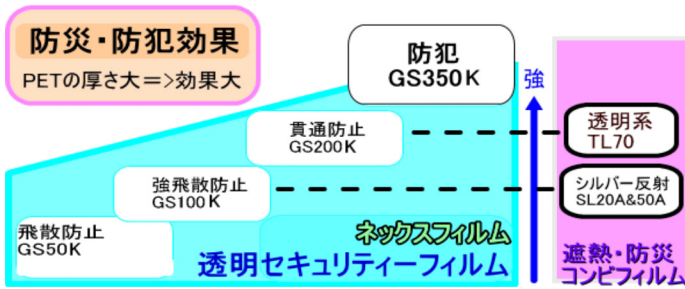 防災・防犯効果
PETの厚さ大=>効果大
防犯
GS350K
強
貫通防止
GS200K
透明系
TL70
強飛散防止
GS100K
シルバー反射
SL20A&50A
飛散防止
GS50K
ネックスフィルム
透明セキュリティーフィルム
遮熱・防災
コンビフィルム